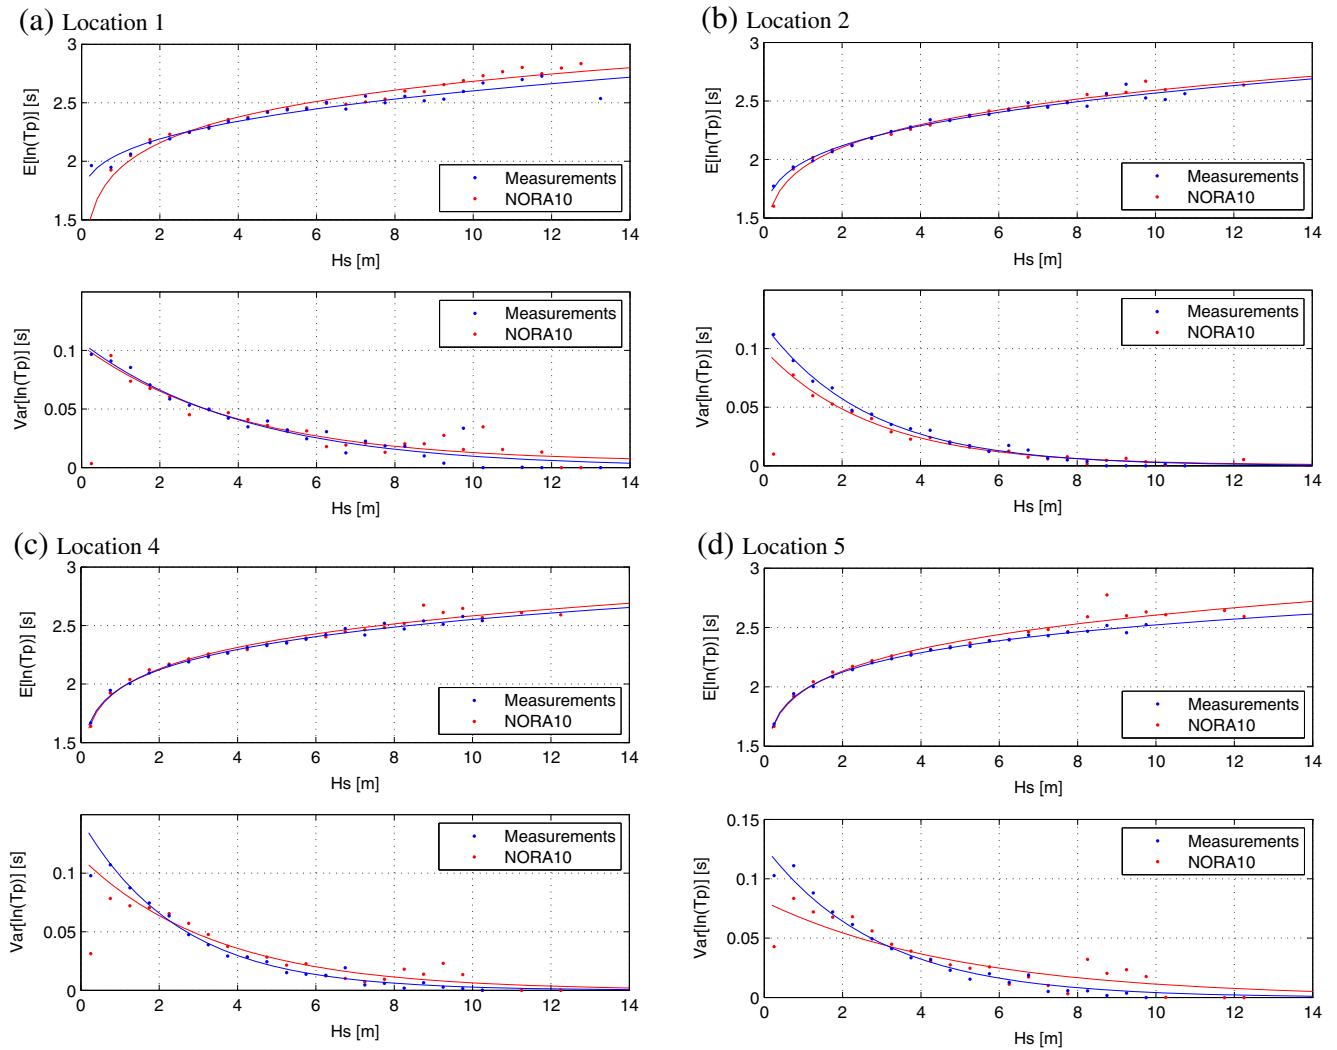 (a) Location 1
3
2.5
2
1.5
E[ln(Tp)] [s]
Measurements
NORA10
0 2 4 6 8 10 12 14
Hs [m]
0.1
0.05
0
Var[ln(Tp)] [s]
Measurements
NORA10
0 2 4 6 8 10 12 14
Hs [m]
(b) Location 2
3
2.5
2
1.5
E[ln(Tp)] [s]
Measurements
NORA10
0 2 4 6 8 10 12 14
Hs [m]
0.1
0.05
0
Var[ln(Tp)] [s]
Measurements
NORA10
0 2 4 6 8 10 12 14
Hs [m]
(c) Location 4
3
2.5
2
1.5
E[ln(Tp)] [s]
Measurements
NORA10
0 2 4 6 8 10 12 14
Hs [m]
0.1
0.05
0
Var[ln(Tp)] [s]
Measurements
NORA10
0 2 4 6 8 10 12 14
Hs [m]
(d) Location 5
3
2.5
2
1.5
E[ln(Tp)] [s]
Measurements
NORA10
0 2 4 6 8 10 12 14
Hs [m]
0.15
0.1
0.05
0
Var[ln(Tp)] [s]
Measurements
NORA10
0 2 4 6 8 10 12 14
Hs [m]